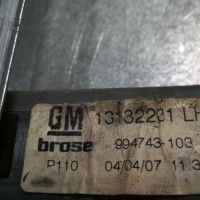 GM 13132231 LH
brose 994743-103
P110 04/04/07 11.3